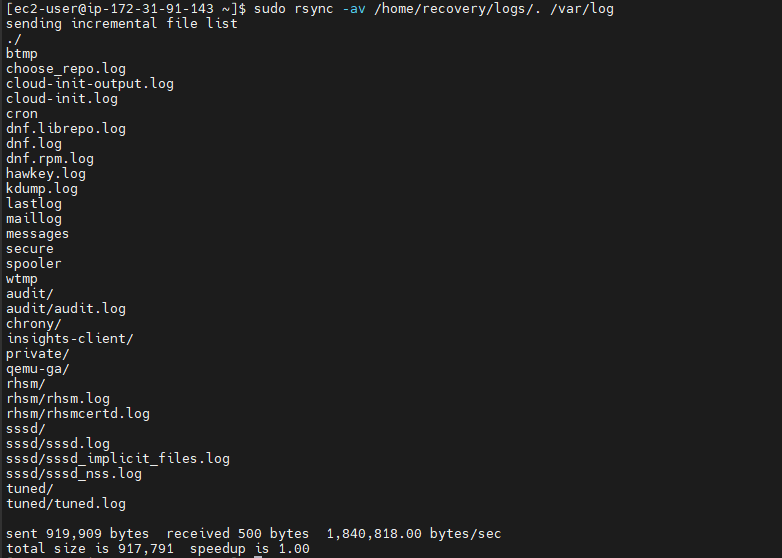 [ec2-user@ip-172-31-91-143 ~]$ sudo rsync -av /home/recovery/logs/. /var/log
sending incremental file list
./
btmp
choose_repo.log
cloud-init-output.log
cloud-init.log
cron
dnf.librepo.log
dnf.log
dnf.rpm.log
hawkey.log
kdump.log
lastlog
maillog
messages
secure
spooler
wtmp
audit/
audit/audit.log
chrony/
insights-client/
private/
qemu-ga/
rhsm/
rhsm/rhsm.log
rhsm/rhsmcertd.log
sssd/
sssd/sssd.log
sssd/sssd_implicit_files.log
sssd/sssd_nss.log
tuned/
tuned/tuned.log
sent 919,909 bytes  received 500 bytes  1,840,818.00 bytes/sec
total size is 917,791  speedup is 1.00